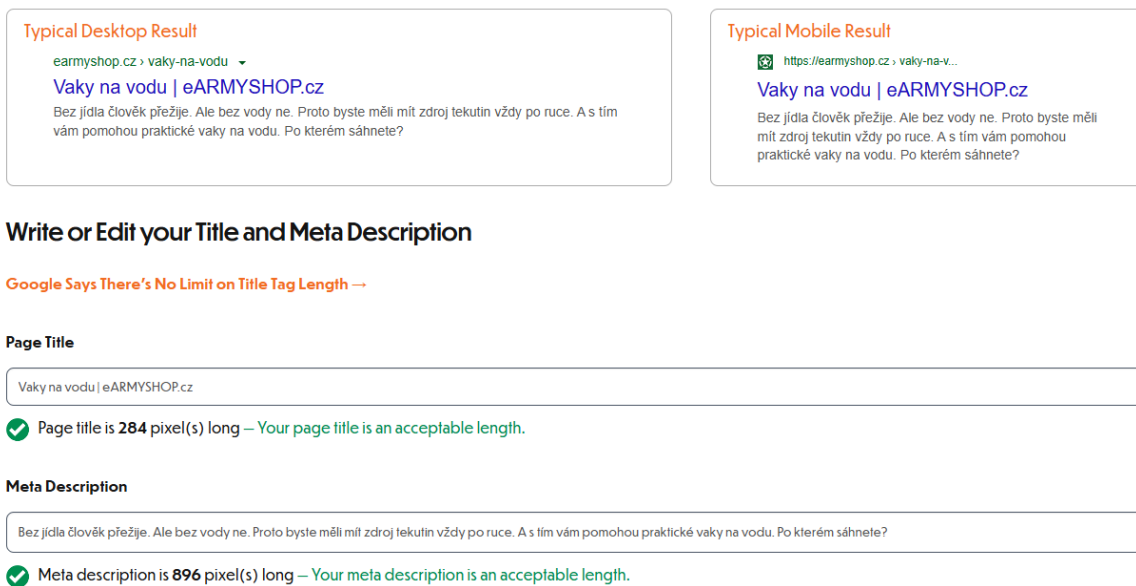 Typical Desktop Result
earmyshop.cz › vaky-na-vodu
Vaky na vodu | eARMYSHOP.cz
Bez jídla člověk přežije. Ale bez vody ne. Proto byste měli mít zdroj tekutin vždy po ruce. A s tím
vám pomohou praktické vaky na vodu. Po kterém sáhnete?
Typical Mobile Result
https://earmyshop.cz › vaky-na-v...
Vaky na vodu | eARMYSHOP.cz
Bez jídla člověk přežije. Ale bez vody ne. Proto byste měli
mít zdroj tekutin vždy po ruce. A s tím vám pomohou
praktické vaky na vodu. Po kterém sáhnete?
Write or Edit your Title and Meta Description
Google Says There's No Limit on Title Tag Length →
Page Title
Vaky na vodu | eARMYSHOP.cz
Page title is 284 pixel(s) long – Your page title is an acceptable length.
Meta Description
Bez jídla člověk přežije. Ale bez vody ne. Proto byste měli mít zdroj tekutin vždy po ruce. A s tím vám pomohou praktické vaky na vodu. Po kterém sáhnete?
Meta description is 896 pixel(s) long – Your meta description is an acceptable length.